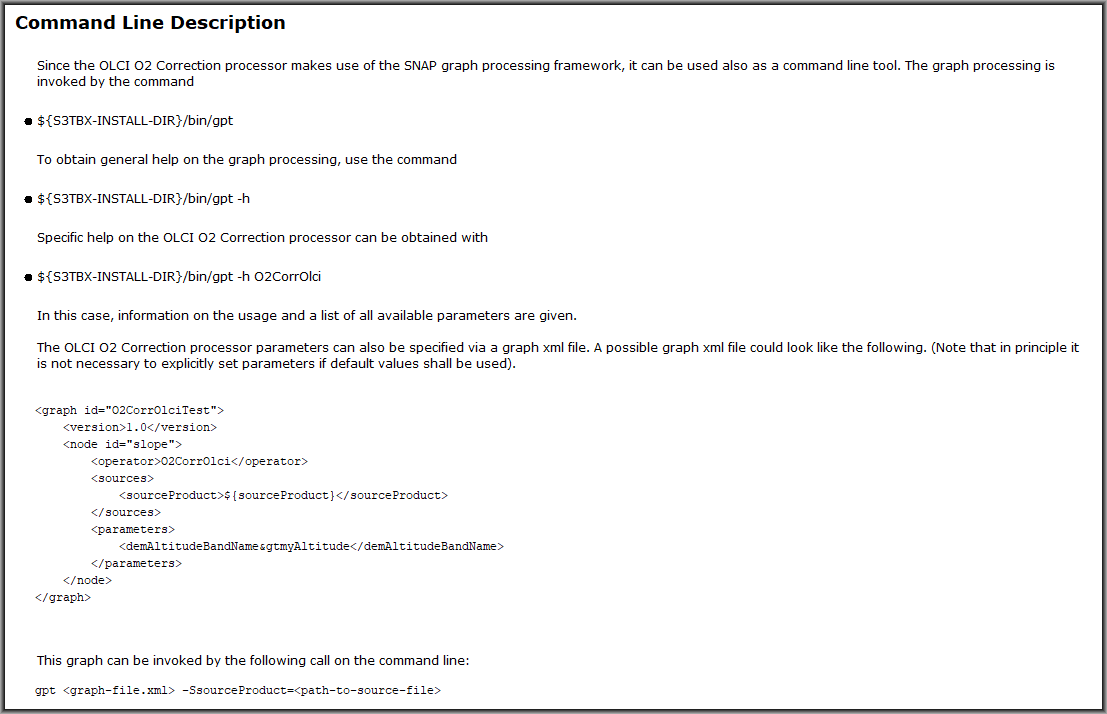 Command Line Description
Since the OLCI O2 Correction processor makes use of the SNAP graph processing framework, it can be used also as a command line tool. The graph processing is
invoked by the command
● ${S3TBX-INSTALL-DIR}/bin/gpt
To obtain general help on the graph processing, use the command
● ${S3TBX-INSTALL-DIR}/bin/gpt -h
Specific help on the OLCI O2 Correction processor can be obtained with
● ${S3TBX-INSTALL-DIR}/bin/gpt -h O2CorrOlci
In this case, information on the usage and a list of all available parameters are given.
The OLCI O2 Correction processor parameters can also be specified via a graph xml file. A possible graph xml file could look like the following. (Note that in principle it
is not necessary to explicitly set parameters if default values shall be used).
<graph id="O2CorrOlciTest">
    <version>1.0</version>
    <node id="slope">
        <operator>O2CorrOlci</operator>
        <sources>
            <sourceProduct>${sourceProduct}</sourceProduct>
        </sources>
        <parameters>
            <demAltitudeBandName&gtmyAltitude</demAltitudeBandName>
        </parameters>
    </node>
</graph>
This graph can be invoked by the following call on the command line:
gpt <graph-file.xml> -SsourceProduct=<path-to-source-file>